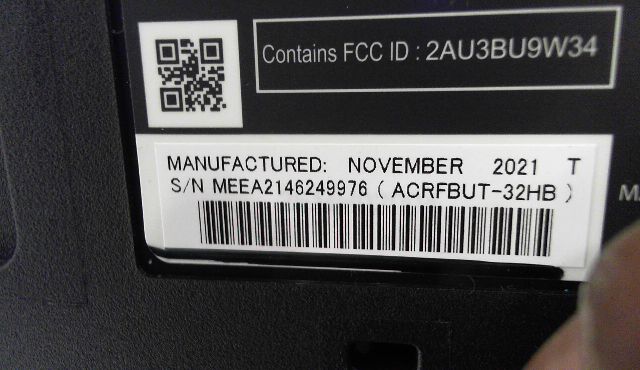 Contains FCC ID : 2AU3BU9W34
MANUFACTURED: NOVEMBER 2021 T
S/N MEEA2146249976 ( ACRFBUT-32HB )